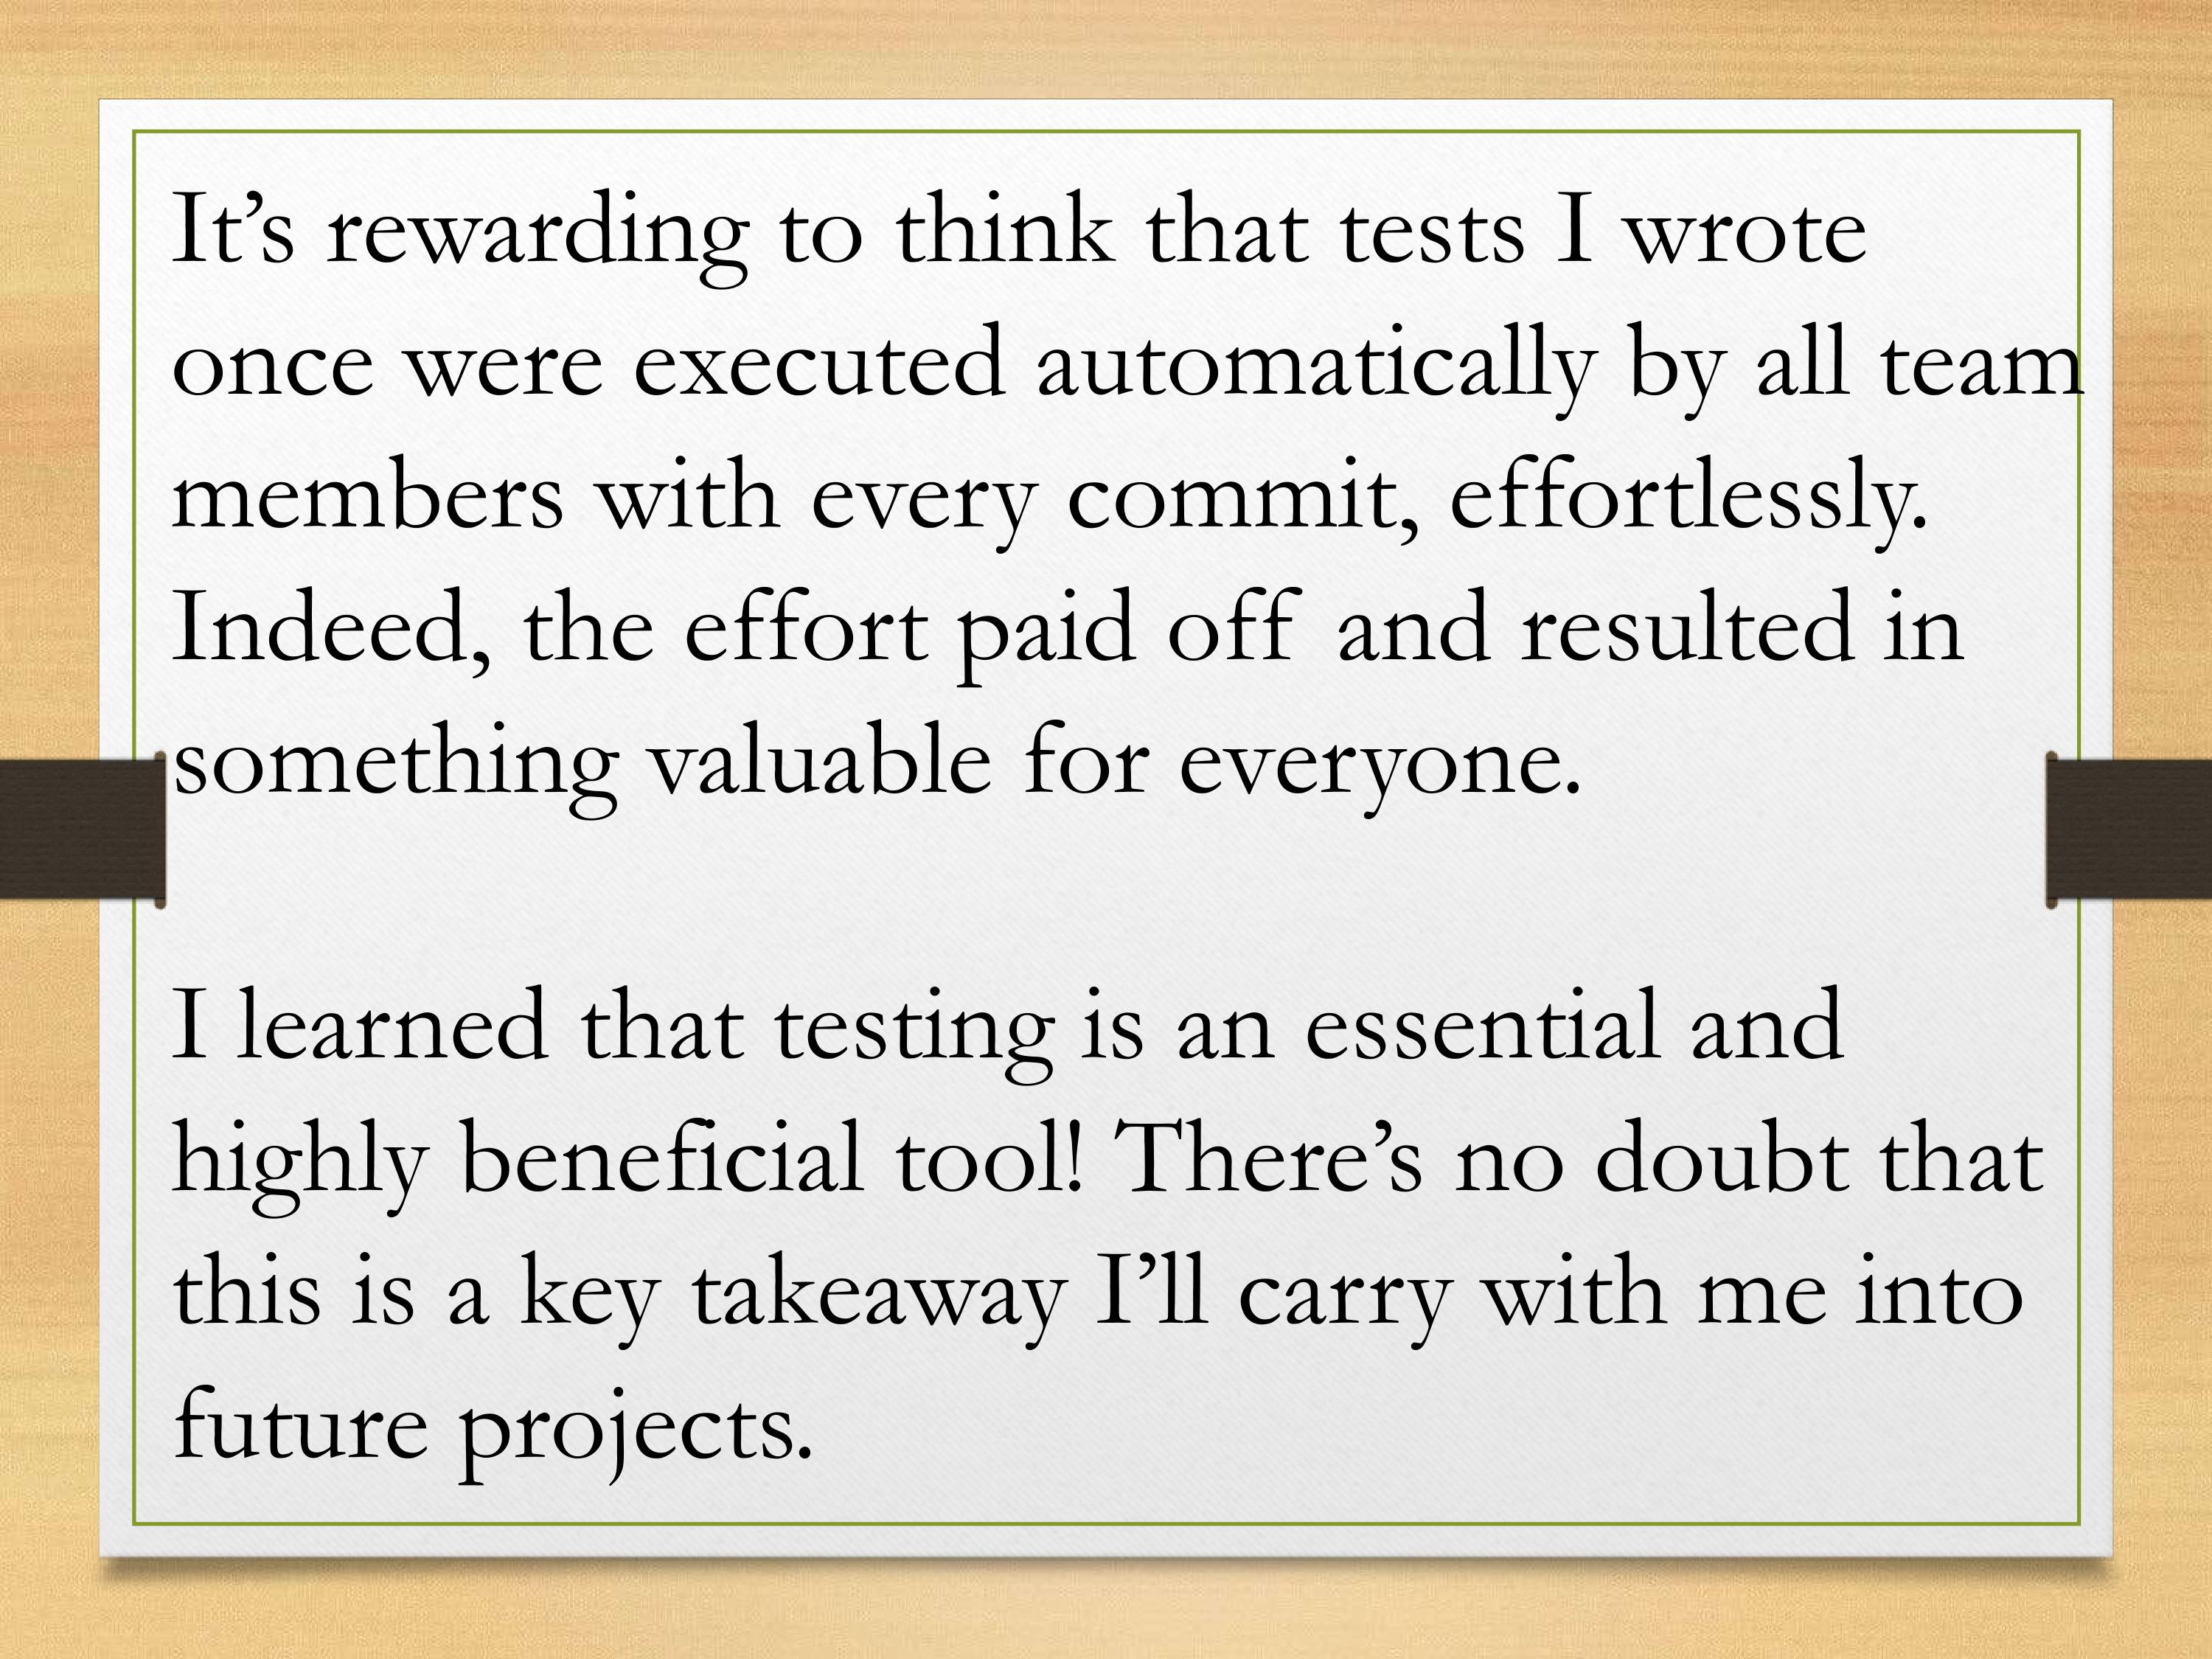 It’s rewarding to think that tests I wrote
once were executed automatically by all team
members with every commit, effortlessly.
Indeed, the effort paid off and resulted in
something valuable for everyone.
I learned that testing is an essential and
highly beneficial tool! There’s no doubt that
this is a key takeaway I’ll carry with me into
future projects.